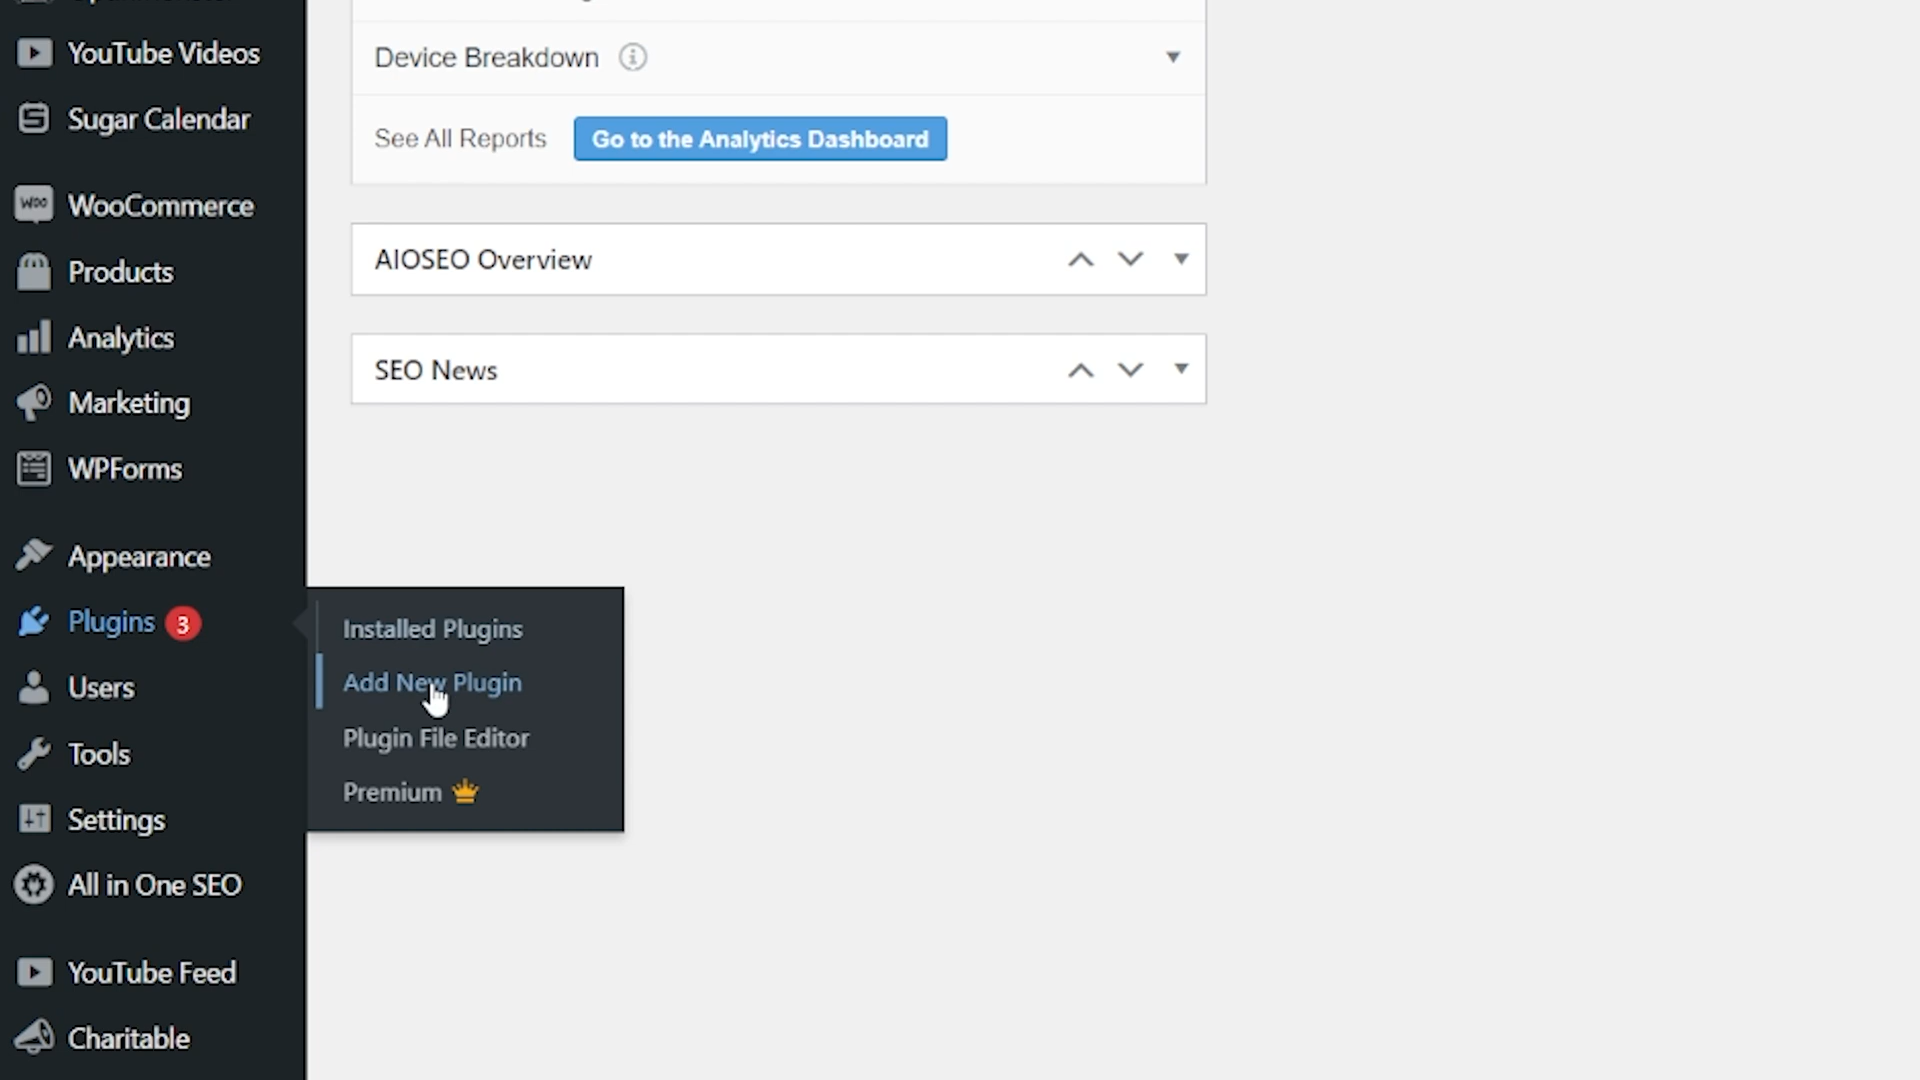 YouTube Videos
Sugar Calendar
WooCommerce
Products
Analytics
Marketing
WPForms
Appearance
Plugins 3
Users
Tools
Settings
All in One SEO
YouTube Feed
Charitable
Installed Plugins
Add New Plugin
Plugin File Editor
Premium
Device Breakdown
See All Reports Go to the Analytics Dashboard
AIOSEO Overview
SEO News